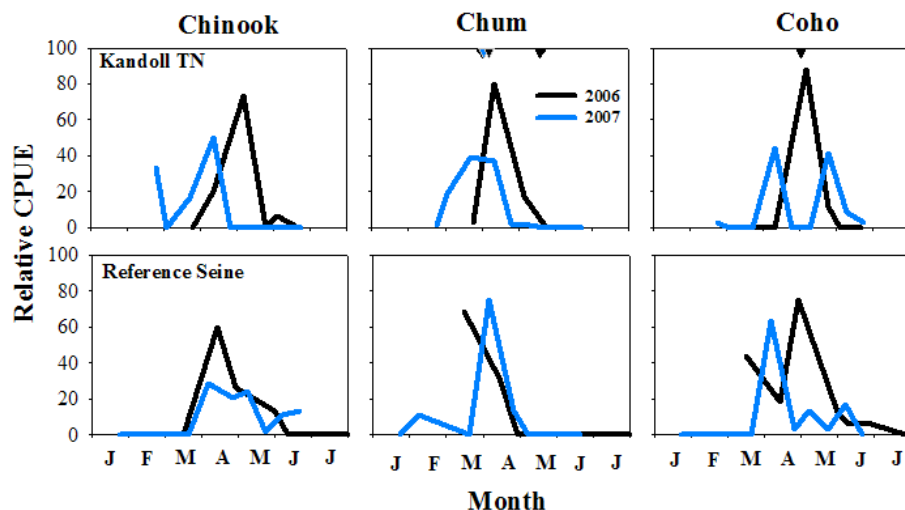 Chinook Chum Coho
100 Kandoll TN
80 2006
60 2007
40
20
0
Relative CPUE
100 Reference Seine
80
60
40
20
0
J F M A M J J J F M A M J J J F M A M J J
Month